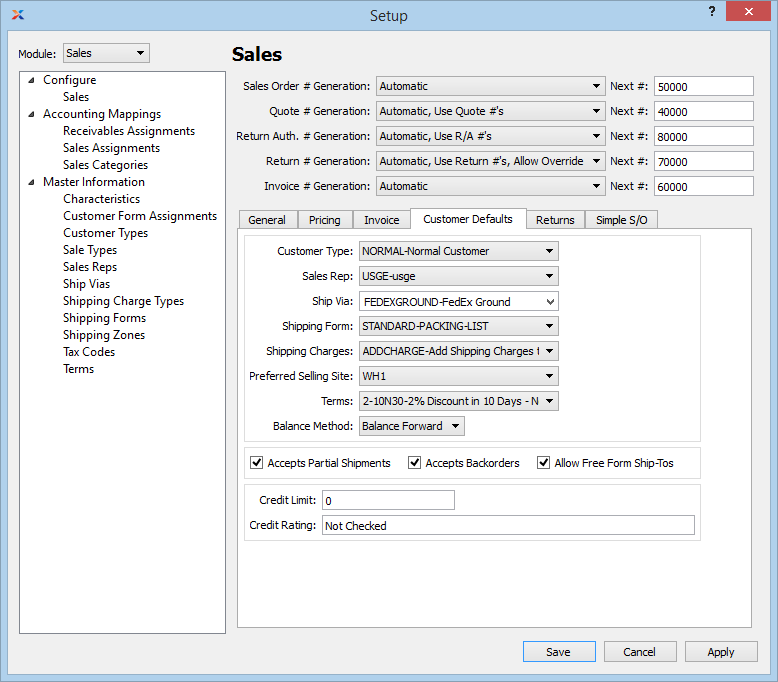 Setup
?
Module: Sales
Configure
Sales
Accounting Mappings
Receivables Assignments
Sales Assignments
Sales Categories
Master Information
Characteristics
Customer Form Assignments
Customer Types
Sale Types
Sales Reps
Ship Vias
Shipping Charge Types
Shipping Forms
Shipping Zones
Tax Codes
Terms
Sales
Sales Order # Generation: Automatic Next #: 50000
Quote # Generation: Automatic, Use Quote #'s Next #: 40000
Return Auth. # Generation: Automatic, Use R/A #'s Next #: 80000
Return # Generation: Automatic, Use Return #'s, Allow Override Next #: 70000
Invoice # Generation: Automatic Next #: 60000
General Pricing Invoice Customer Defaults Returns Simple S/O
Customer Type: NORMAL-Normal Customer
Sales Rep: USGE-usge
Ship Via: FEDEXGROUND-FedEx Ground
Shipping Form: STANDARD-PACKING-LIST
Shipping Charges: ADDCHARGE-Add Shipping Charges
Preferred Selling Site: WH1
Terms: 2-10N30-2% Discount in 10 Days - N
Balance Method: Balance Forward
Accepts Partial Shipments Accepts Backorders Allow Free Form Ship-Tos
Credit Limit: 0
Credit Rating: Not Checked
Save Cancel Apply